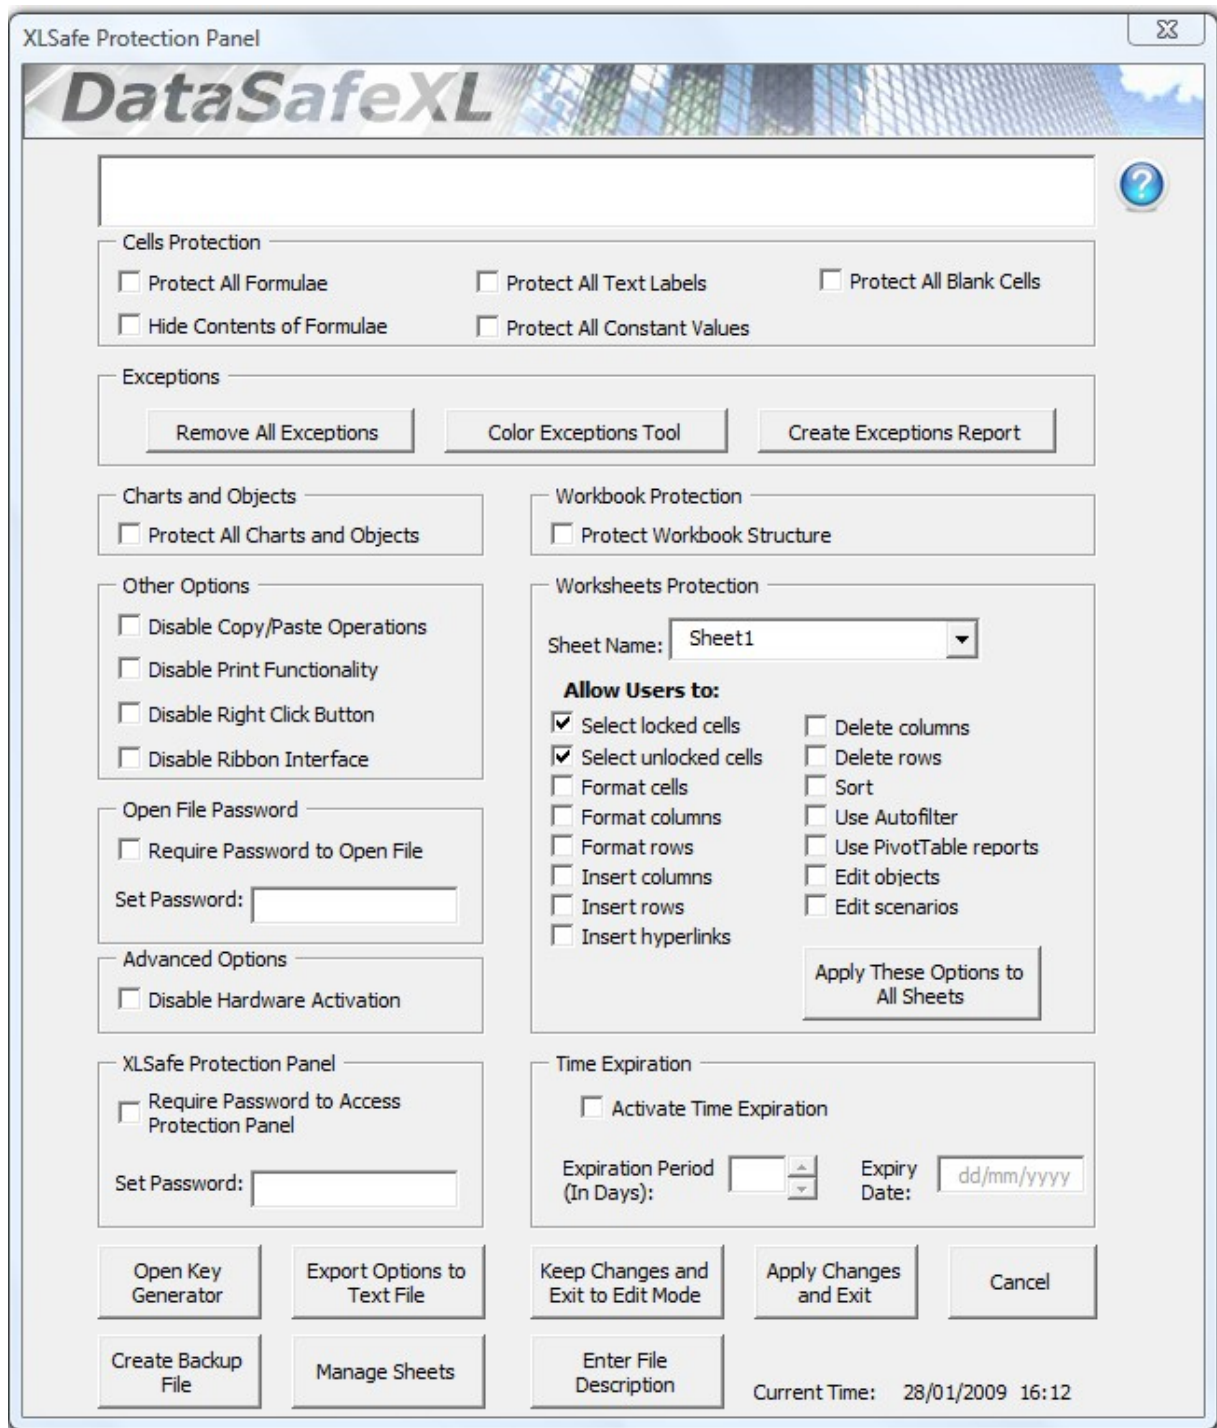 XLSafe Protection Panel
DataSafeXL
?
Cells Protection
Protect All Formulae
Protect All Text Labels
Protect All Blank Cells
Hide Contents of Formulae
Protect All Constant Values
Exceptions
Remove All Exceptions
Color Exceptions Tool
Create Exceptions Report
Charts and Objects
Protect All Charts and Objects
Workbook Protection
Protect Workbook Structure
Other Options
Disable Copy/Paste Operations
Disable Print Functionality
Disable Right Click Button
Disable Ribbon Interface
Worksheets Protection
Sheet Name: Sheet1
Allow Users to:
Select locked cells
Select unlocked cells
Format cells
Format columns
Format rows
Insert columns
Insert rows
Insert hyperlinks
Delete columns
Delete rows
Sort
Use Autofilter
Use PivotTable reports
Edit objects
Edit scenarios
Apply These Options to
All Sheets
Open File Password
Require Password to Open File
Set Password:
Advanced Options
Disable Hardware Activation
XLSafe Protection Panel
Require Password to Access
Protection Panel
Set Password:
Time Expiration
Activate Time Expiration
Expiration Period
(In Days):
Expiry
Date:
dd/mm/yyyy
Open Key
Generator
Export Options to
Text File
Keep Changes and
Exit to Edit Mode
Apply Changes
and Exit
Cancel
Create Backup
File
Manage Sheets
Enter File
Description
Current Time: 28/01/2009 16:12